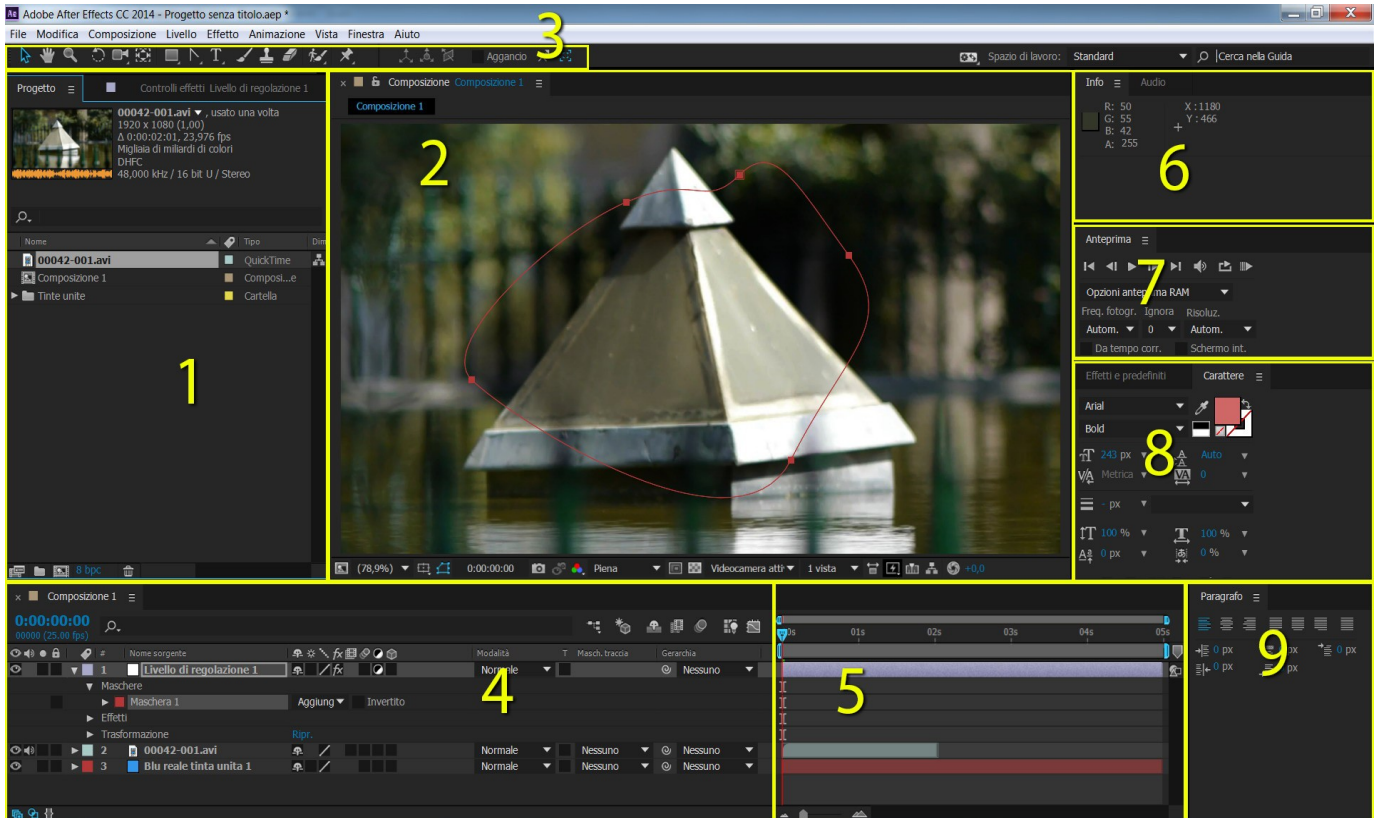 Ae Adobe After Effects CC 2014 - Progetto senza titolo.aep *
File Modifica Composizione Livello Effetto Animazione Vista Finestra Aiuto
3
Aggancio
Spazio di lavoro: Standard Cerca nella Guida
Progetto Controlli effetti Livello di regolazione 1
00042-001.avi , usato una volta
1920 x 1080 (1,00)
Δ 0:00:02:01, 23,976 fps
Migliaia di miliardi di colori
DHFC
48,000 kHz / 16 bit U / Stereo
Nome Tipo Dim
00042-001.avi QuickTime
Composizione 1 Composi...e
Tinte unite Cartella
1
8 bpc
Composizione Composizione 1
Composizione 1
2
(78,9%) 0:00:00:00 Piena Videocamera atti 1 vista +0,0
Info Audio
R: 50 X : 1180
G: 55 Y : 466
B: 42
A: 255
6
Anteprima
7
Opzioni anteprima RAM
Freq. fotogr. Ignora Risoluz.
Autom. 0 Autom.
Da tempo corr. Schermo int.
Effetti e predefiniti Carattere
Arial
Bold
8
243 px Auto
Metrica 0
- px
100 % 100 %
0 px 0 %
Composizione 1
0:00:00:00
00000 (25.00 fps)
# Nome sorgente Modalità T Masch. traccia Gerarchia
1 Livello di regolazione 1 Normale Nessuno
Maschere
Maschera 1 Aggiung Invertito
Effetti
Trasformazione Ripr.
2 00042-001.avi Normale Nessuno Nessuno
3 Blu reale tinta unita 1 Normale Nessuno Nessuno
4
01s 02s 03s 04s 05s
5
Paragrafo
0 px px 0 px
0 px px
9